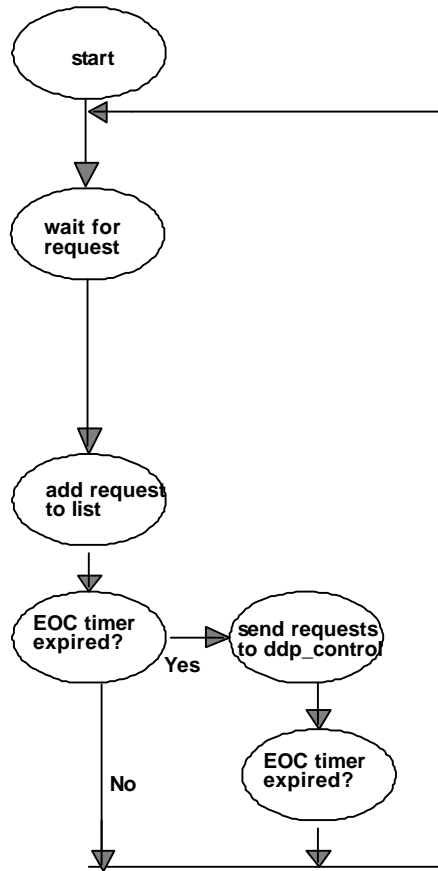 start
wait for
request
add request
to list
EOC timer
expired?
Yes
send requests
to ddp_control
EOC timer
expired?
No